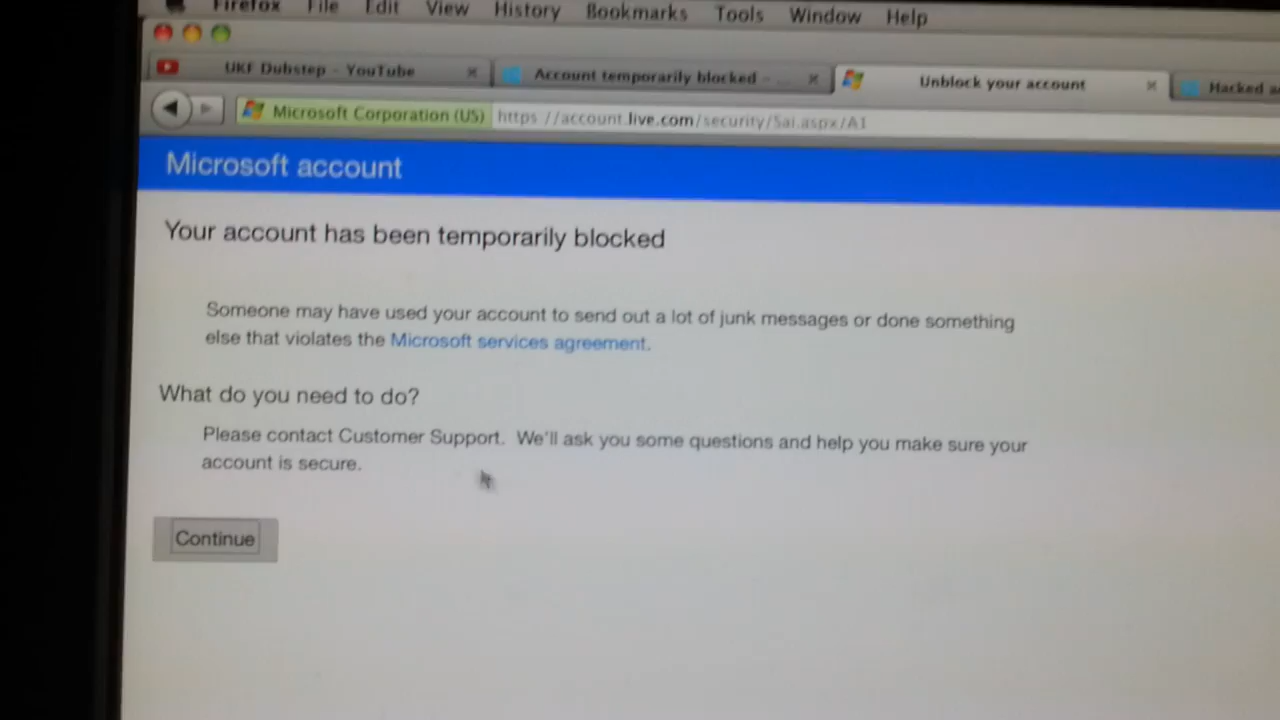 Firefox File Edit View History Bookmarks Tools Window Help
UKF Dubstep - YouTube Account temporarily blocked - ... Unblock your account Hacked a
Microsoft Corporation (US) https://account.live.com/security/Sai.aspx/A1
Microsoft account
Your account has been temporarily blocked
Someone may have used your account to send out a lot of junk messages or done something
else that violates the Microsoft services agreement.
What do you need to do?
Please contact Customer Support. We'll ask you some questions and help you make sure your
account is secure.
Continue